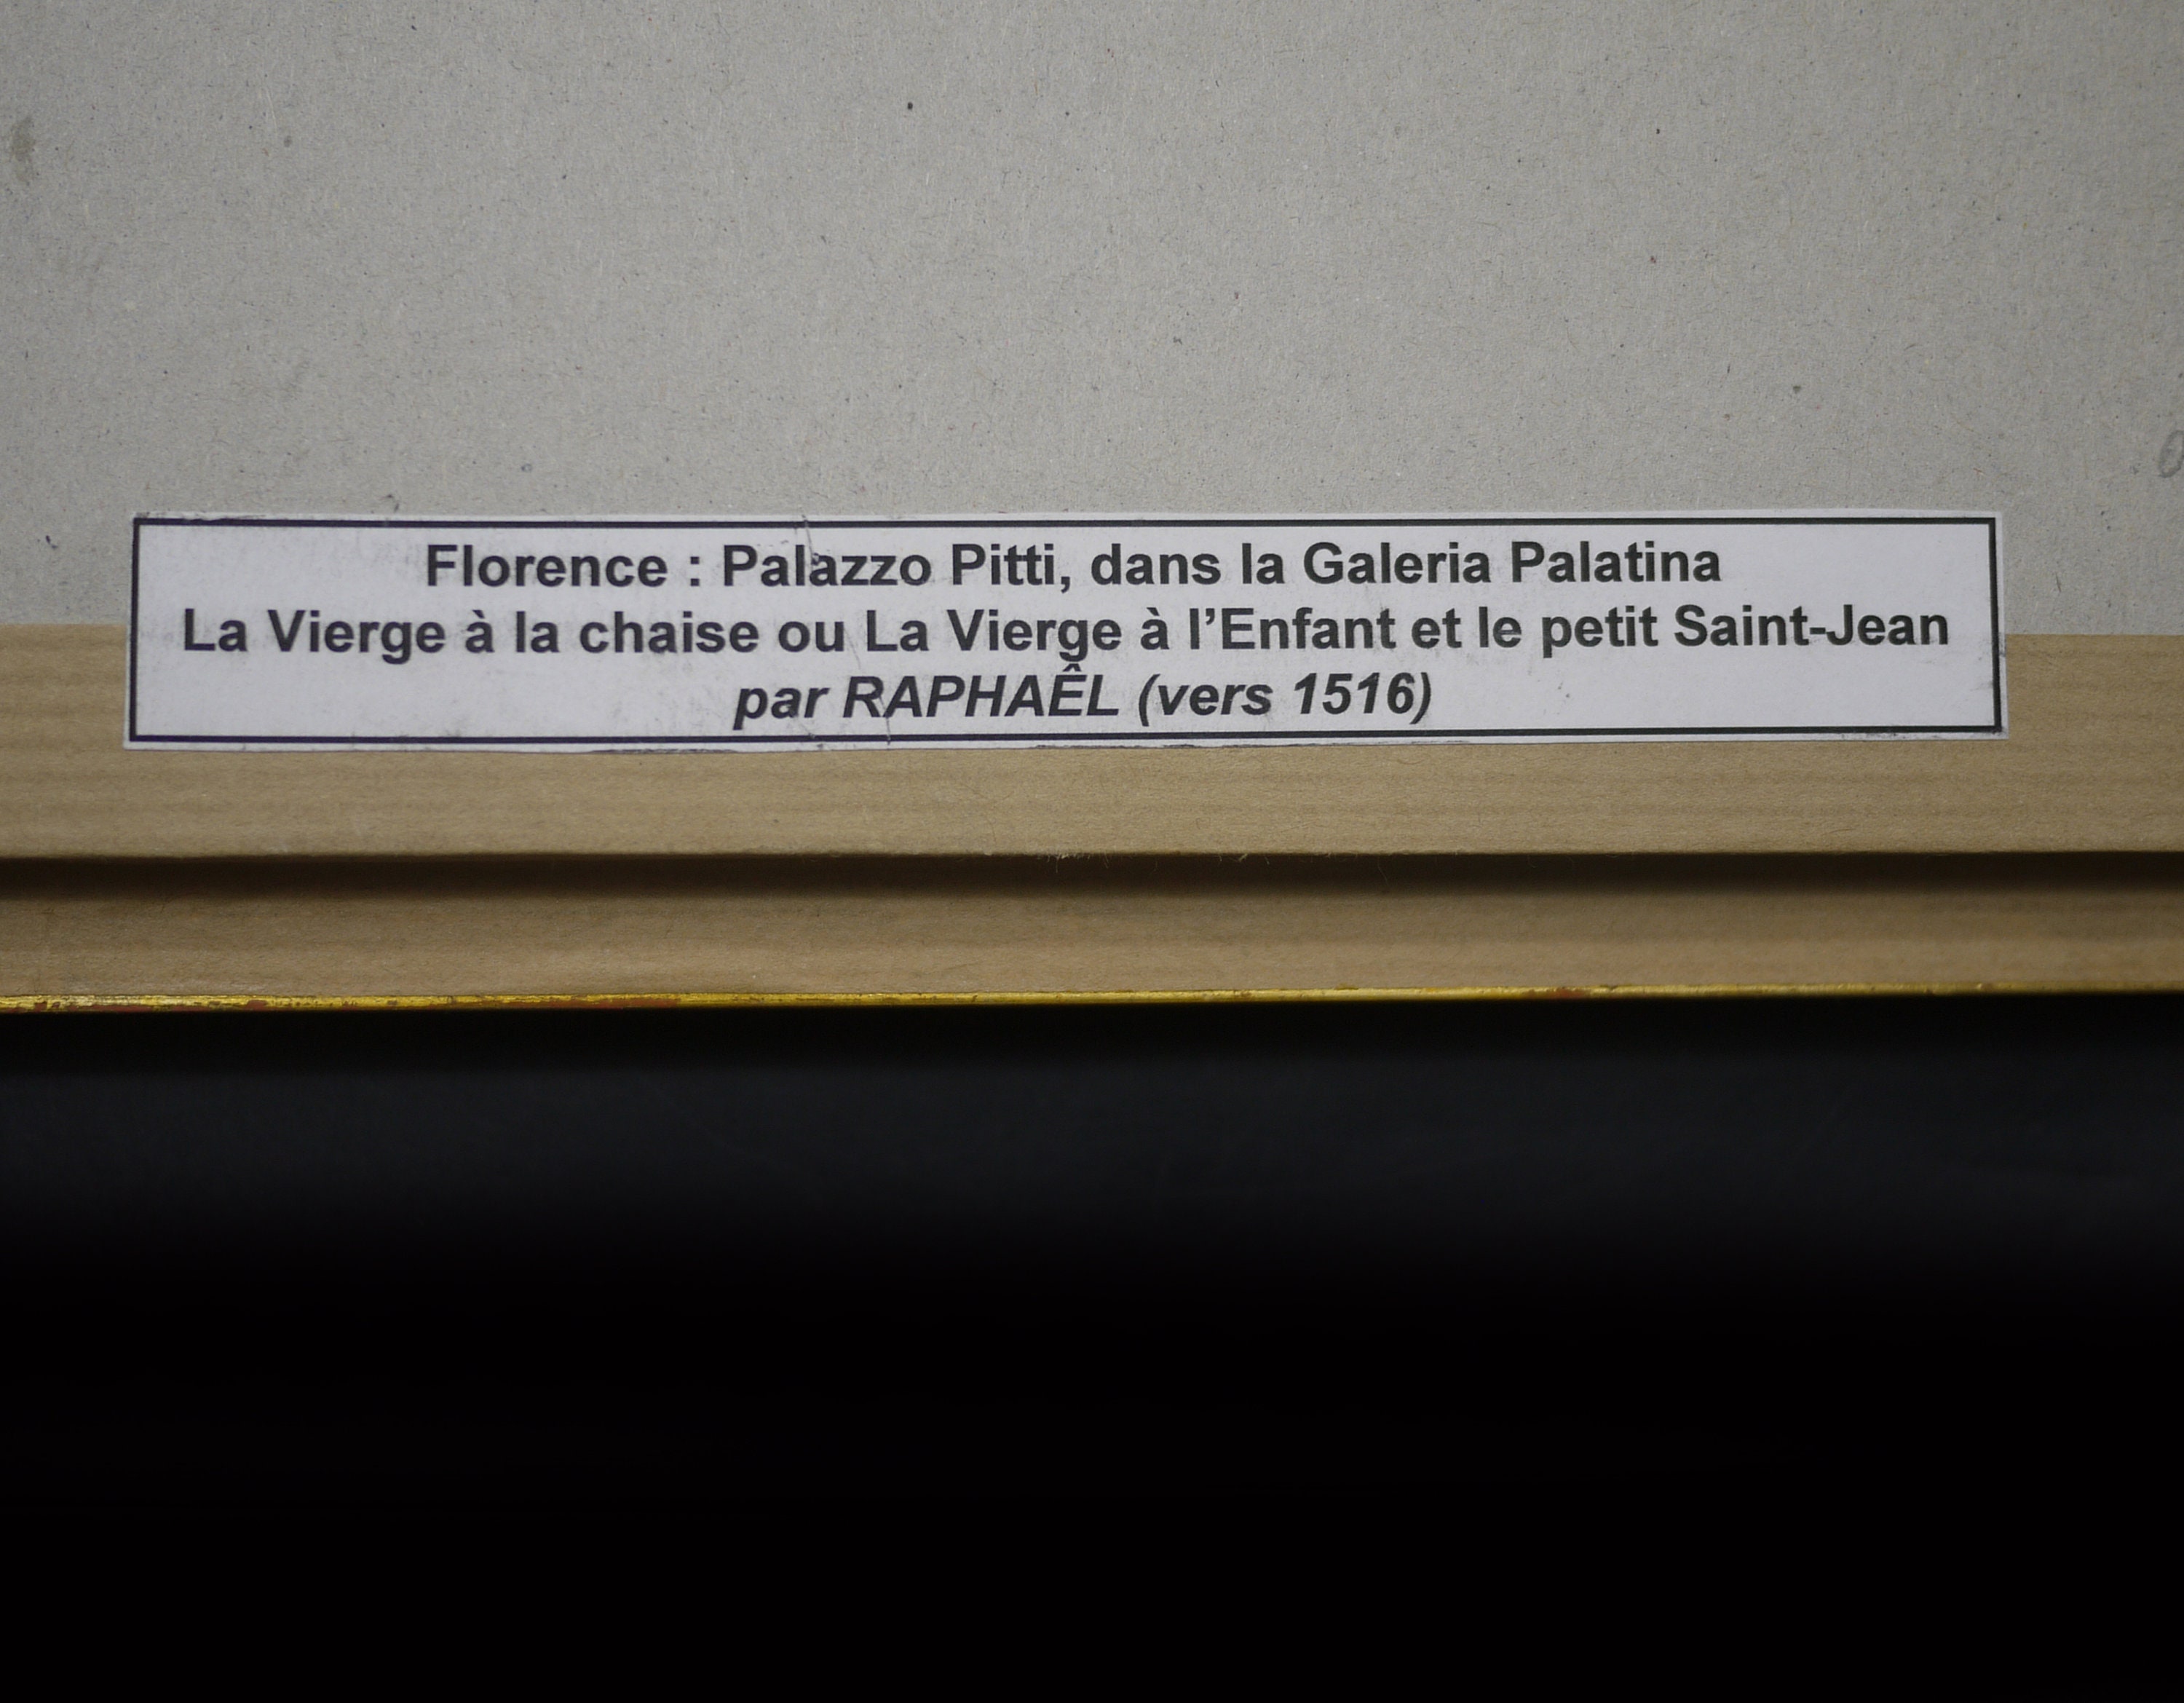 Florence : Palazzo Pitti, dans la Galeria Palatina
La Vierge à la chaise ou La Vierge à l’Enfant et le petit Saint-Jean
par RAPHAÊL (vers 1516)